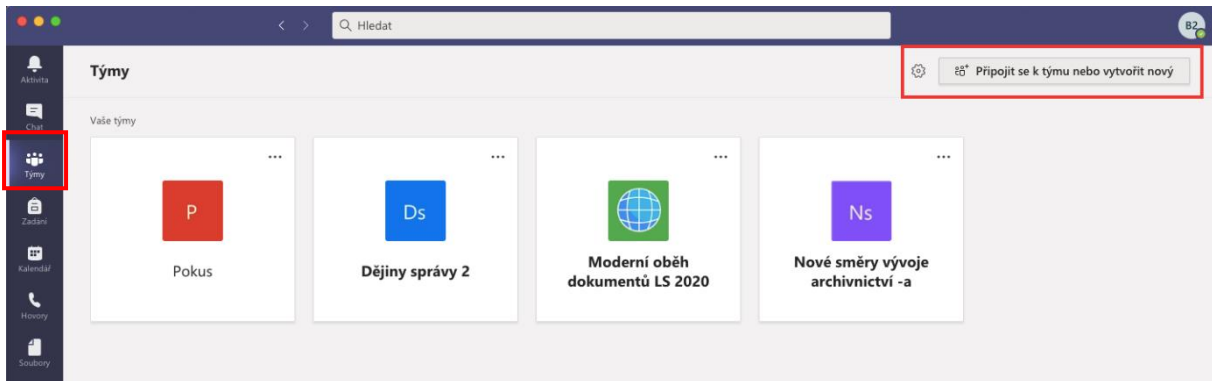 Hledat
B2
Aktivita
Chat
Týmy
Zadání
Kalendář
Hovory
Soubory
Týmy
Připojit se k týmu nebo vytvořit nový
Vaše týmy
P
Pokus
Ds
Dějiny správy 2
Moderní oběh
dokumentů LS 2020
Ns
Nové směry vývoje
archivnictví -a